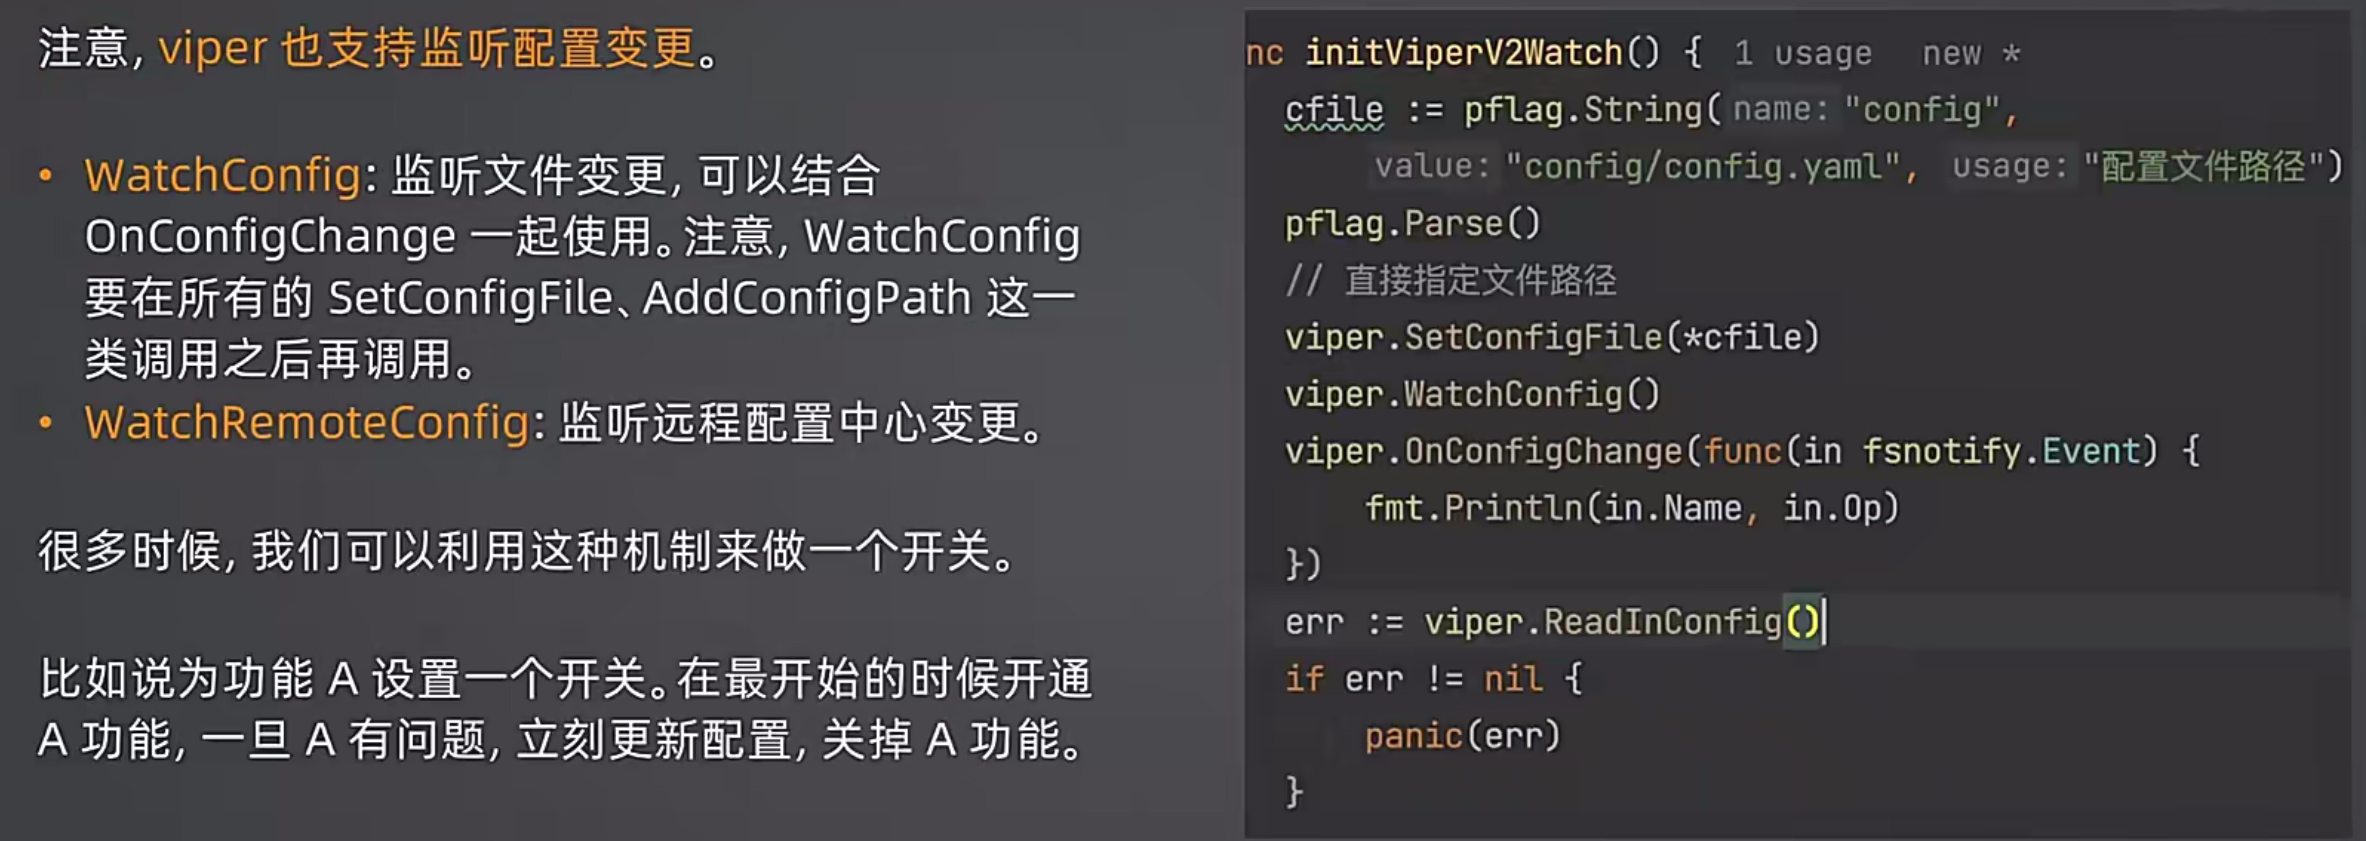 注意, viper 也支持监听配置变更。
• WatchConfig: 监听文件变更, 可以结合
OnConfigChange 一起使用。注意, WatchConfig
要在所有的 SetConfigFile、AddConfigPath 这一
类调用之后再调用。
• WatchRemoteConfig: 监听远程配置中心变更。
很多时候, 我们可以利用这种机制来做一个开关。
比如说为功能 A 设置一个开关。在最开始的时候开通
A 功能, 一旦 A 有问题, 立刻更新配置, 关掉 A 功能。
nc initViperV2Watch() { 1 usage new *
cfile := pflag.String( name: "config",
value: "config/config.yaml", usage: "配置文件路径")
pflag.Parse()
// 直接指定文件路径
viper.SetConfigFile(*cfile)
viper.WatchConfig()
viper.OnConfigChange(func(in fsnotify.Event) {
fmt.Println(in.Name, in.Op)
})
err := viper.ReadInConfig()
if err != nil {
panic(err)
}